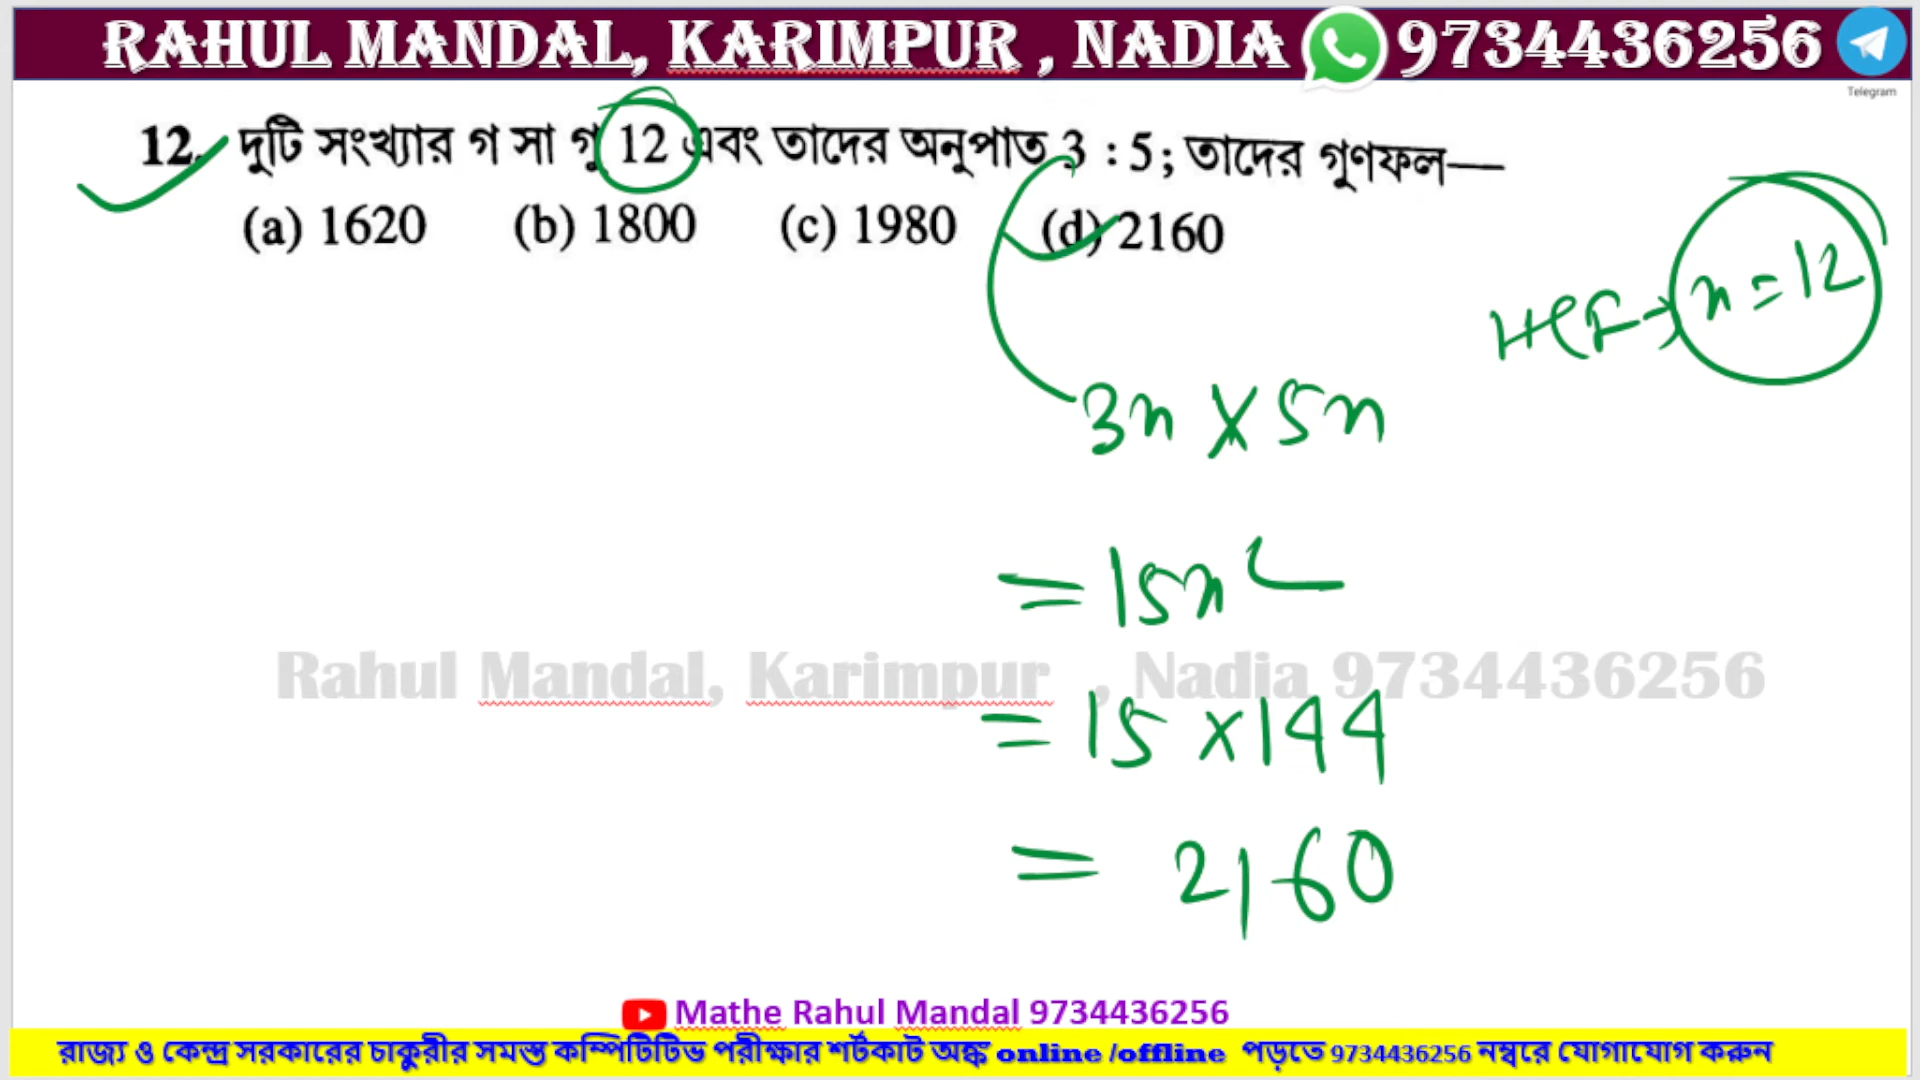 RAHUL MANDAL, KARIMPUR , NADIA 9734436256
Telegram
12. দুটি সংখ্যার গ সা গু 12 এবং তাদের অনুপাত 3 : 5; তাদের গুণফল—
(a) 1620 (b) 1800 (c) 1980 (d) 2160
HCF → x = 12
3x × 5x
= 15x²
Rahul Mandal, Karimpur , Nadia 9734436256
= 15 × 144
= 2160
Mathe Rahul Mandal 9734436256
রাজ্য ও কেন্দ্র সরকারের চাকুরীর সমস্ত কম্পিটিটিভ পরীক্ষার শর্টকাট অঙ্ক online /offline পড়তে 9734436256 নম্বরে যোগাযোগ করুন